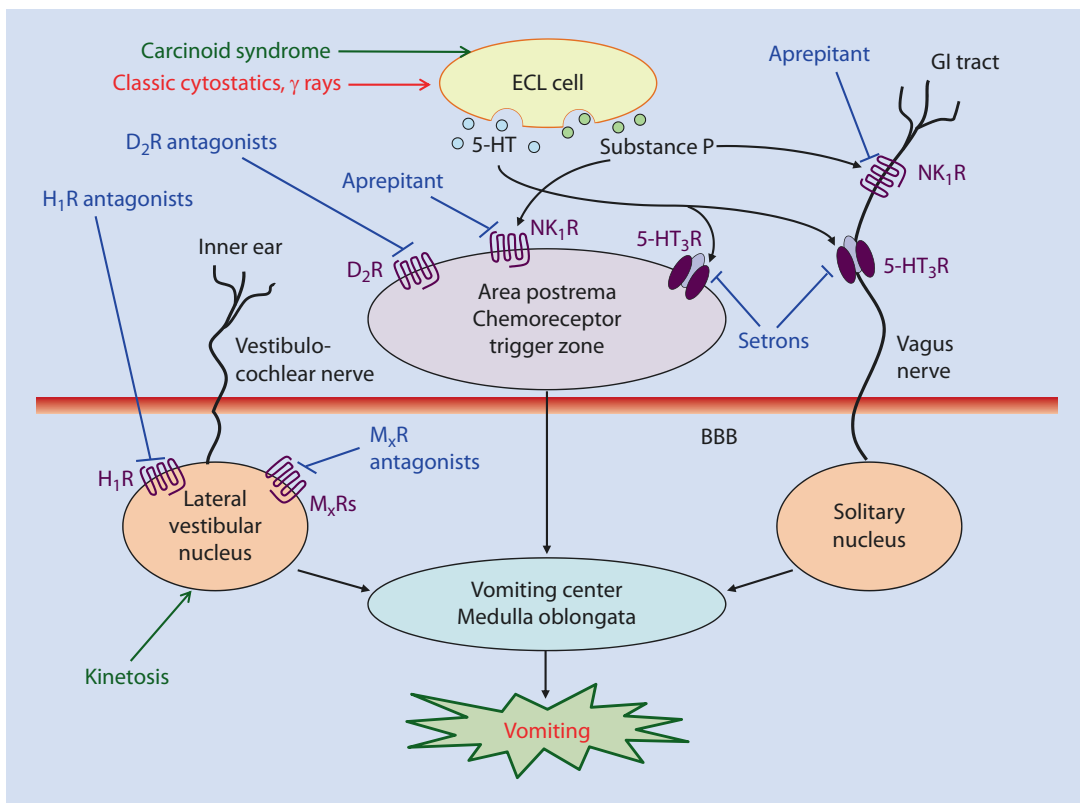 Carcinoid syndrome
Classic cytostatics, γ rays
ECL cell
Aprepitant
GI tract
5-HT
Substance P
D₂R antagonists
H₁R antagonists
Aprepitant
NK₁R
NK₁R
Inner ear
D₂R
5-HT₃R
5-HT₃R
Area postrema
Chemoreceptor
trigger zone
Setrons
Vestibulo-
cochlear nerve
Vagus
nerve
BBB
MₓR
antagonists
H₁R
MₓRs
Lateral
vestibular
nucleus
Solitary
nucleus
Vomiting center
Medulla oblongata
Kinetosis
Vomiting